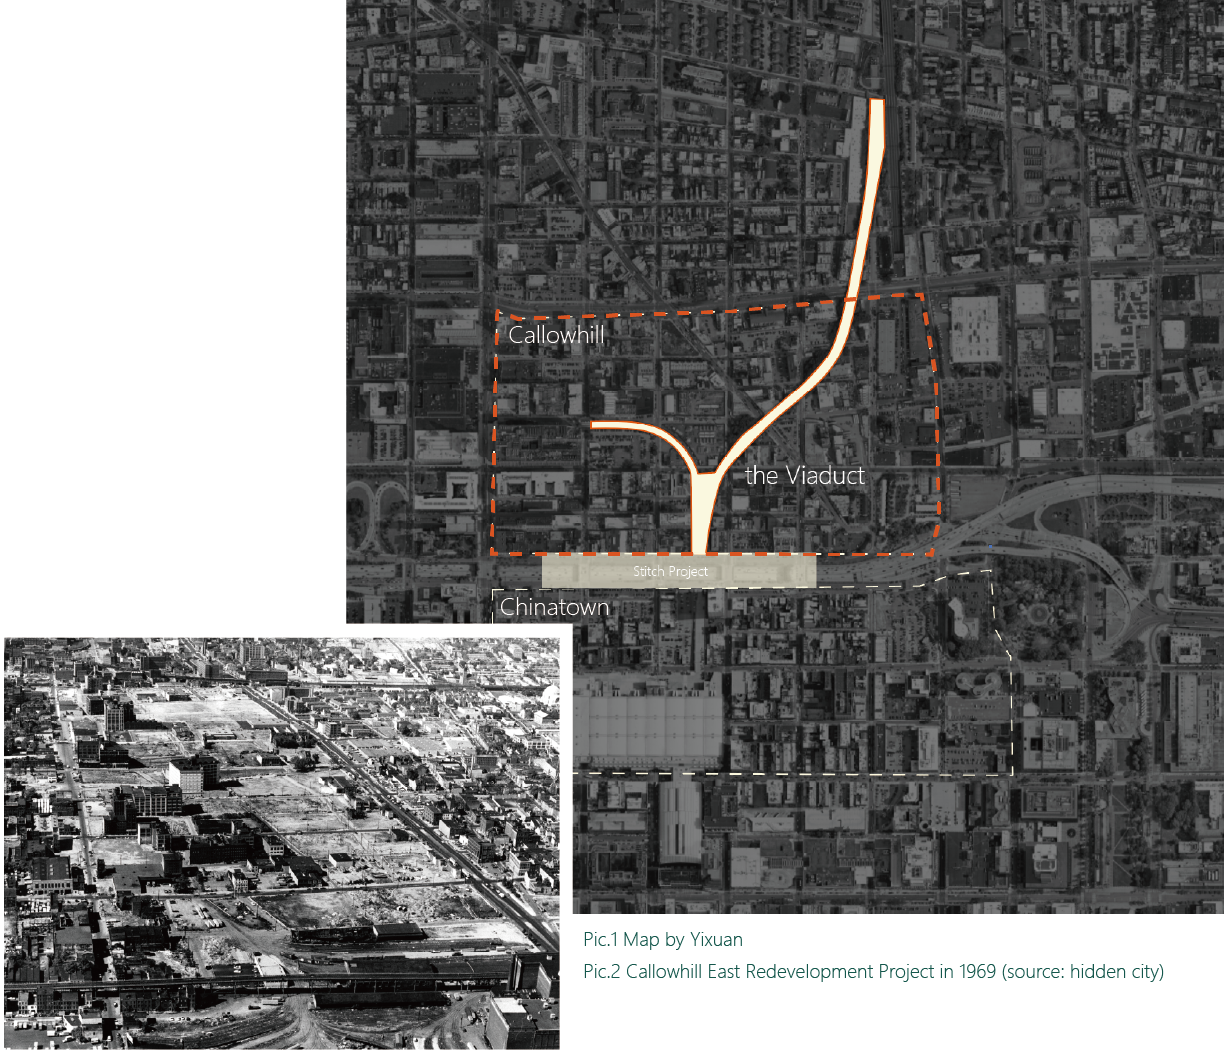 Callowhill
the Viaduct
Stitch Project
Chinatown
Pic.1 Map by Yixuan
Pic.2 Callowhill East Redevelopment Project in 1969 (source: hidden city)